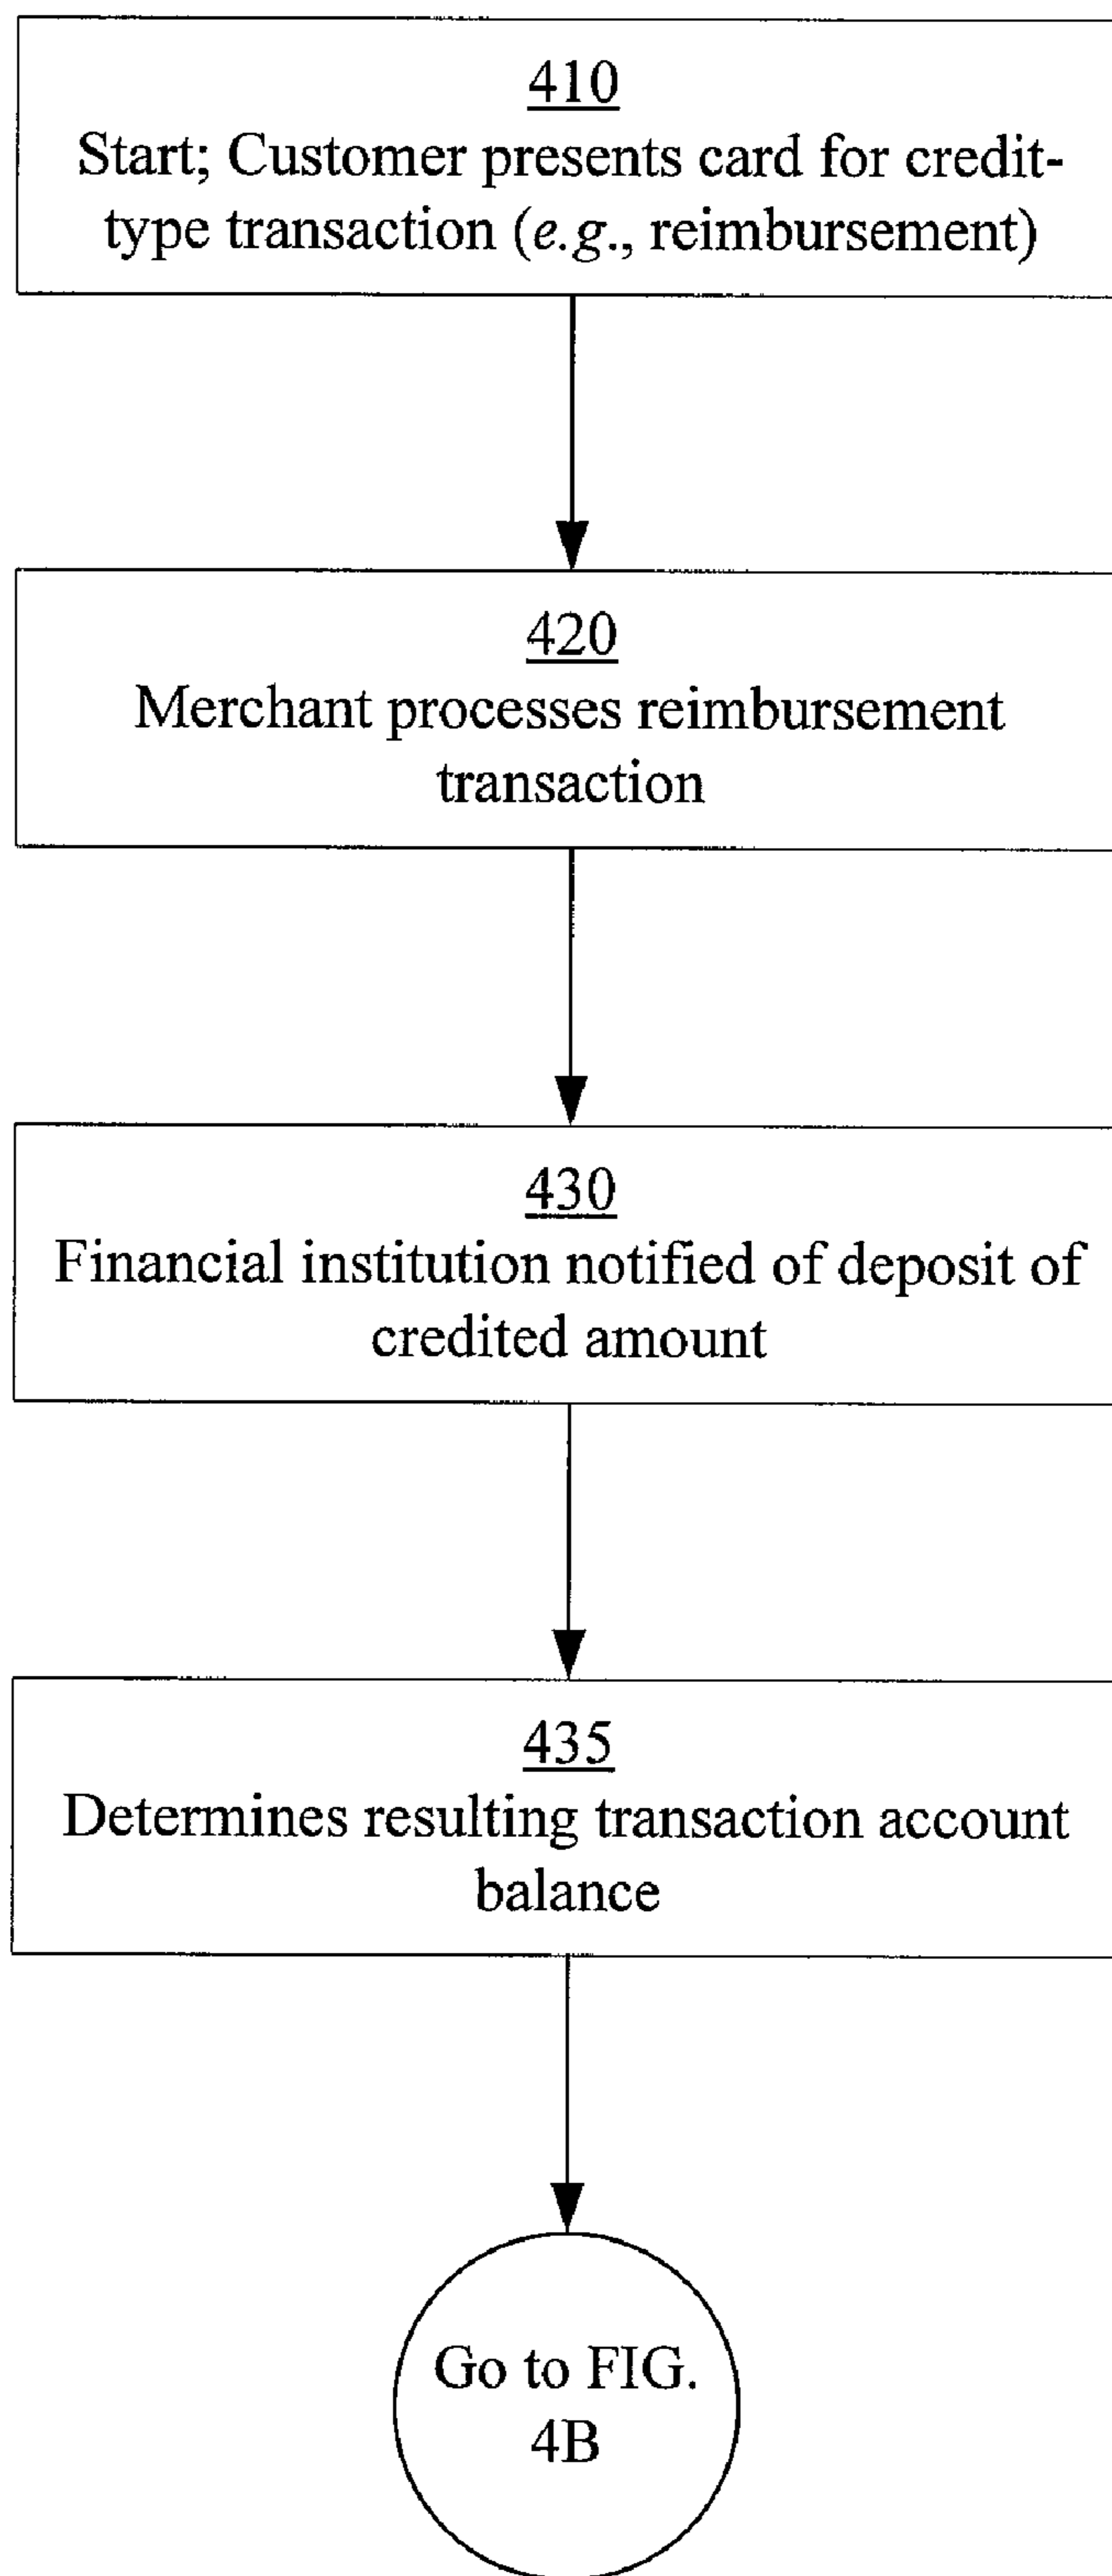 410
Start; Customer presents card for credit-
type transaction (e.g., reimbursement)
420
Merchant processes reimbursement
transaction
430
Financial institution notified of deposit of
credited amount
435
Determines resulting transaction account
balance
Go to FIG.
4B